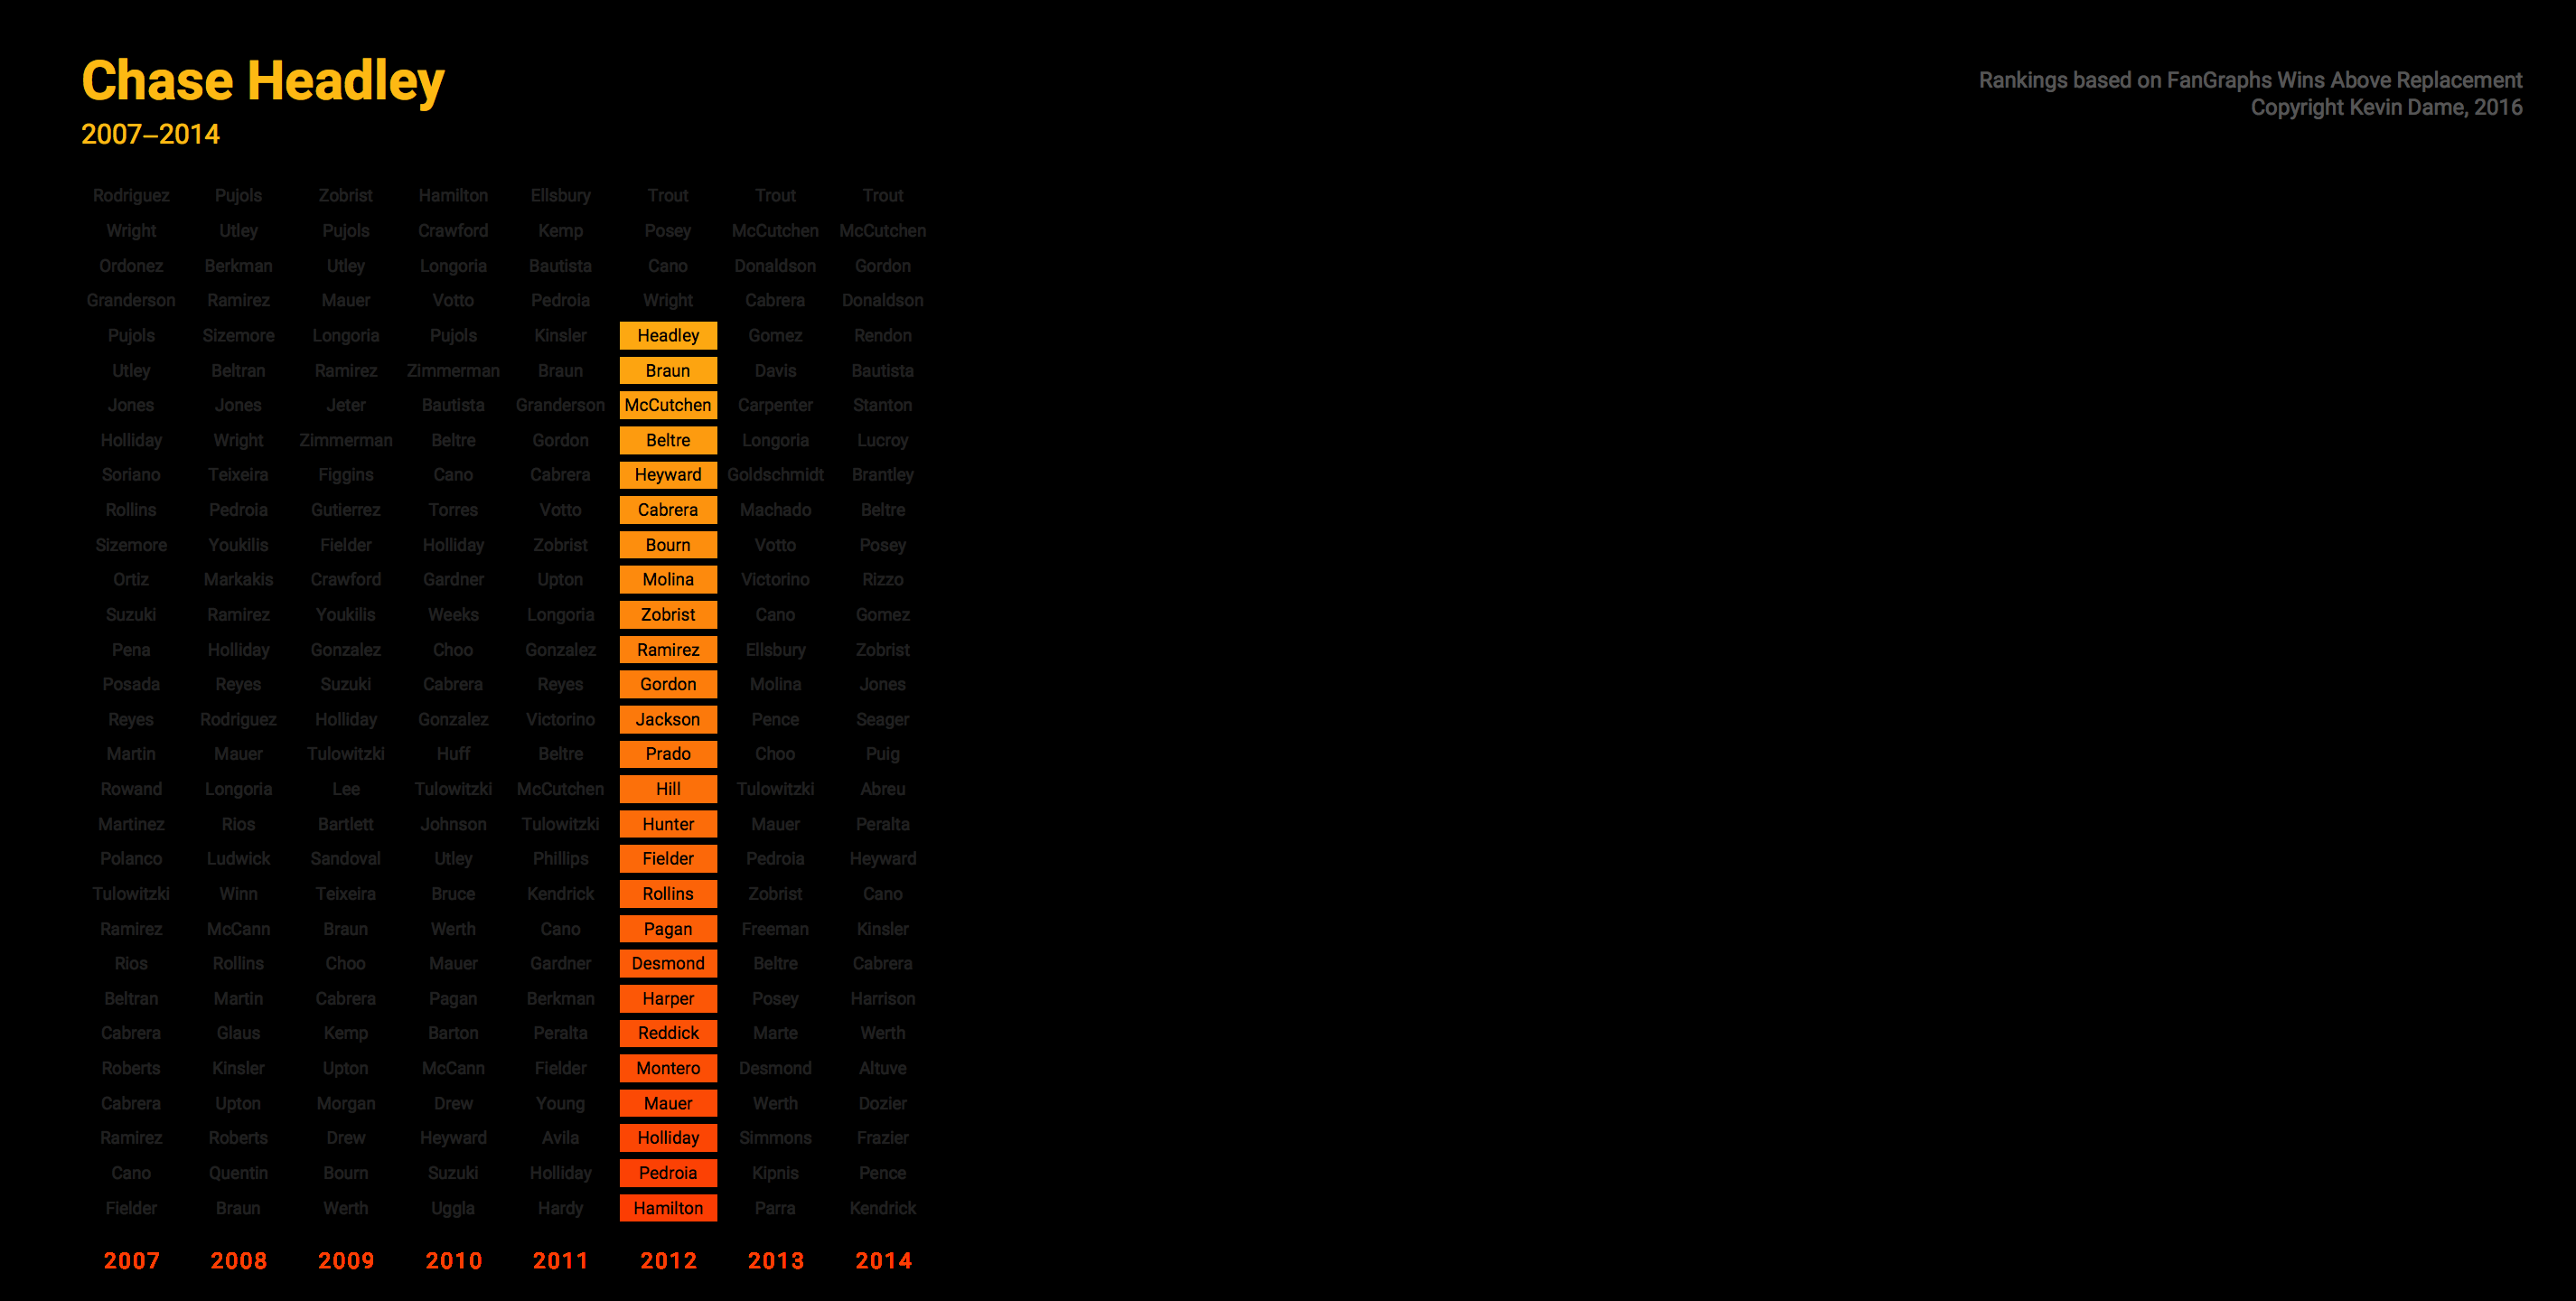 Chase Headley
2007–2014
Rankings based on FanGraphs Wins Above Replacement
Copyright Kevin Dame, 2016
Rodriguez Pujols Zobrist Hamilton Ellsbury Trout Trout Trout
Wright Utley Pujols Crawford Kemp Posey McCutchen McCutchen
Ordonez Berkman Utley Longoria Bautista Cano Donaldson Gordon
Granderson Ramirez Mauer Votto Pedroia Wright Cabrera Donaldson
Pujols Sizemore Longoria Pujols Kinsler Headley Gomez Rendon
Utley Beltran Ramirez Zimmerman Braun Braun Davis Bautista
Jones Jones Jeter Bautista Granderson McCutchen Carpenter Stanton
Holliday Wright Zimmerman Beltre Gordon Beltre Longoria Lucroy
Soriano Teixeira Figgins Cano Cabrera Heyward Goldschmidt Brantley
Rollins Pedroia Gutierrez Torres Votto Cabrera Machado Beltre
Sizemore Youkilis Fielder Holliday Zobrist Bourn Votto Posey
Ortiz Markakis Crawford Gardner Upton Molina Victorino Rizzo
Suzuki Ramirez Youkilis Weeks Longoria Zobrist Cano Gomez
Pena Holliday Gonzalez Choo Gonzalez Ramirez Ellsbury Zobrist
Posada Reyes Suzuki Cabrera Reyes Gordon Molina Jones
Reyes Rodriguez Holliday Gonzalez Victorino Jackson Pence Seager
Martin Mauer Tulowitzki Huff Beltre Prado Choo Puig
Rowand Longoria Lee Tulowitzki McCutchen Hill Tulowitzki Abreu
Martinez Rios Bartlett Johnson Tulowitzki Hunter Mauer Peralta
Polanco Ludwick Sandoval Utley Phillips Fielder Pedroia Heyward
Tulowitzki Winn Teixeira Bruce Kendrick Rollins Zobrist Cano
Ramirez McCann Braun Werth Cano Pagan Freeman Kinsler
Rios Rollins Choo Mauer Gardner Desmond Beltre Cabrera
Beltran Martin Cabrera Pagan Berkman Harper Posey Harrison
Cabrera Glaus Kemp Barton Peralta Reddick Marte Werth
Roberts Kinsler Upton McCann Fielder Montero Desmond Altuve
Cabrera Upton Morgan Drew Young Mauer Werth Dozier
Ramirez Roberts Drew Heyward Avila Holliday Simmons Frazier
Cano Quentin Bourn Suzuki Holliday Pedroia Kipnis Pence
Fielder Braun Werth Uggla Hardy Hamilton Parra Kendrick
2007 2008 2009 2010 2011 2012 2013 2014